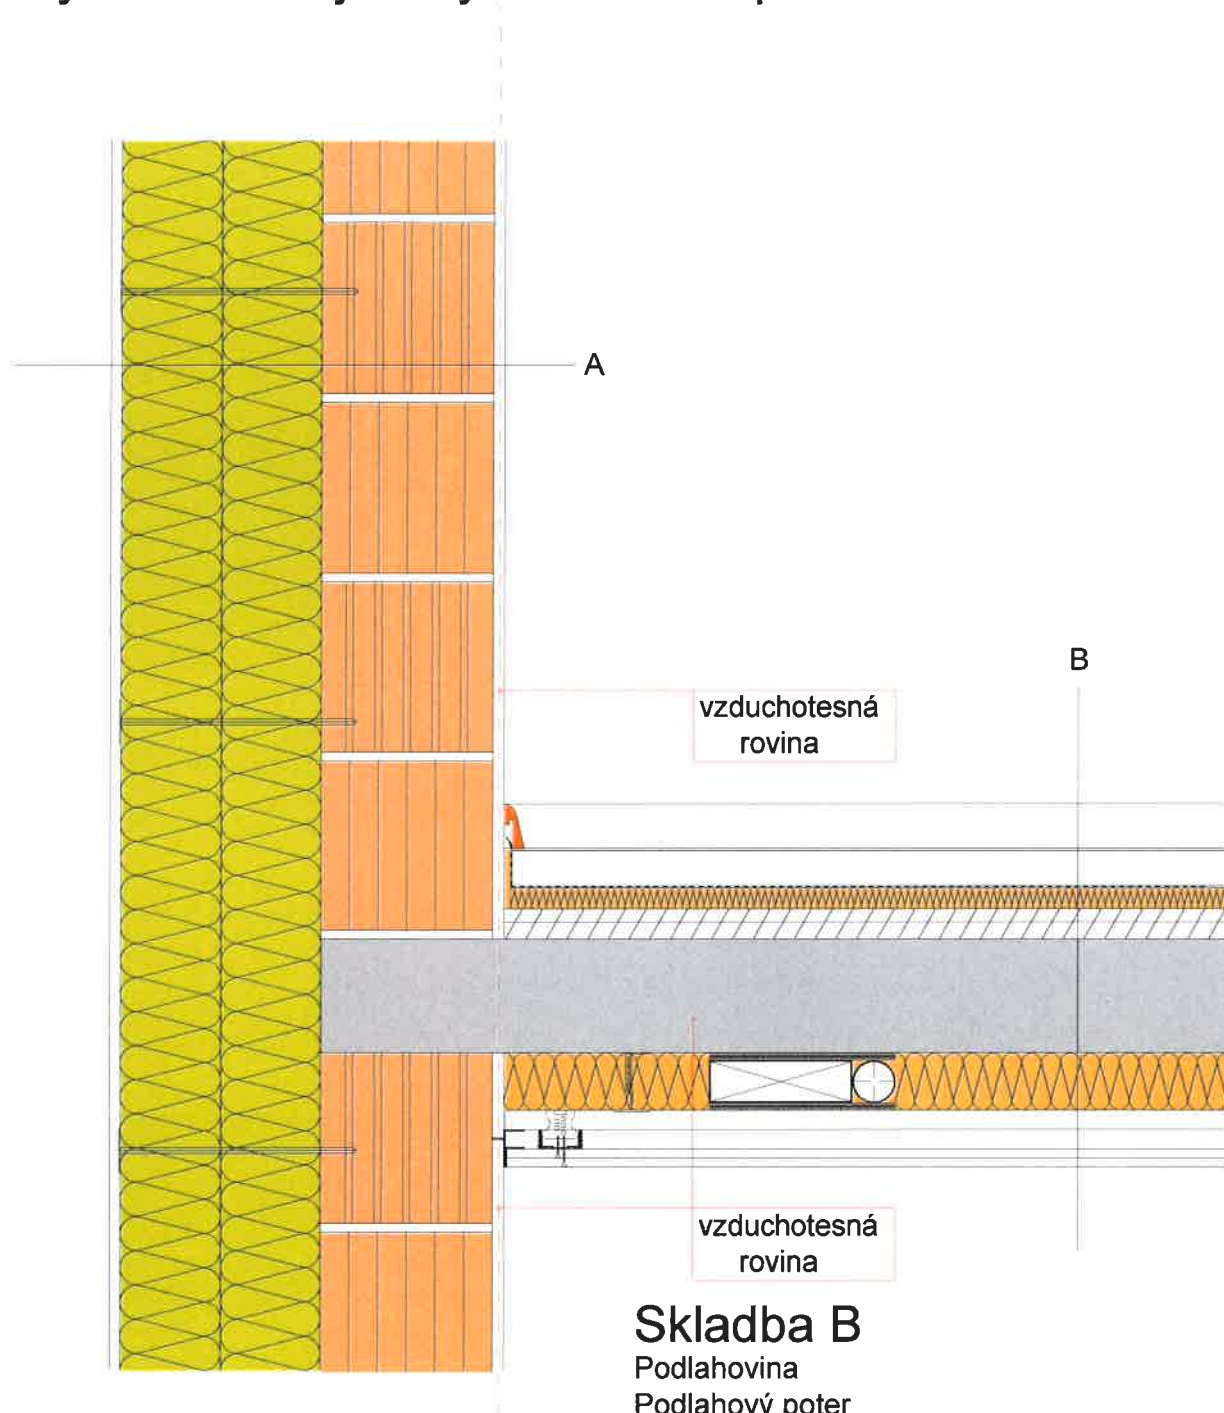 A
B
vzduchotesná
rovina
vzduchotesná
rovina
Skladba B
Podlahovina
Podlahový poter